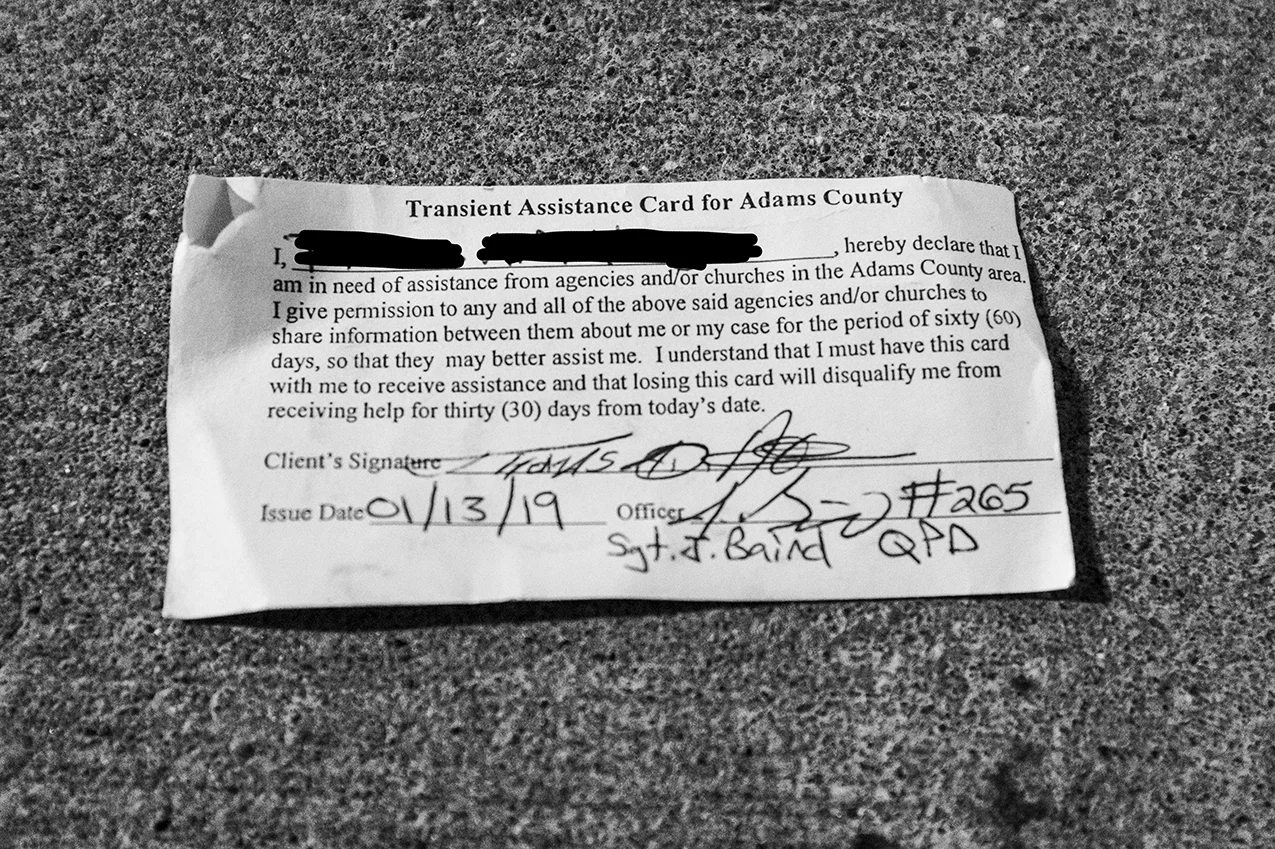 Transient Assistance Card for Adams County
I, , hereby declare that I
am in need of assistance from agencies and/or churches in the Adams County area.
I give permission to any and all of the above said agencies and/or churches to
share information between them about me or my case for the period of sixty (60)
days, so that they may better assist me. I understand that I must have this card
with me to receive assistance and that losing this card will disqualify me from
receiving help for thirty (30) days from today's date.
Client's Signature
Issue Date 01/13/19 Officer #265
Sgt. J. Baird QPD